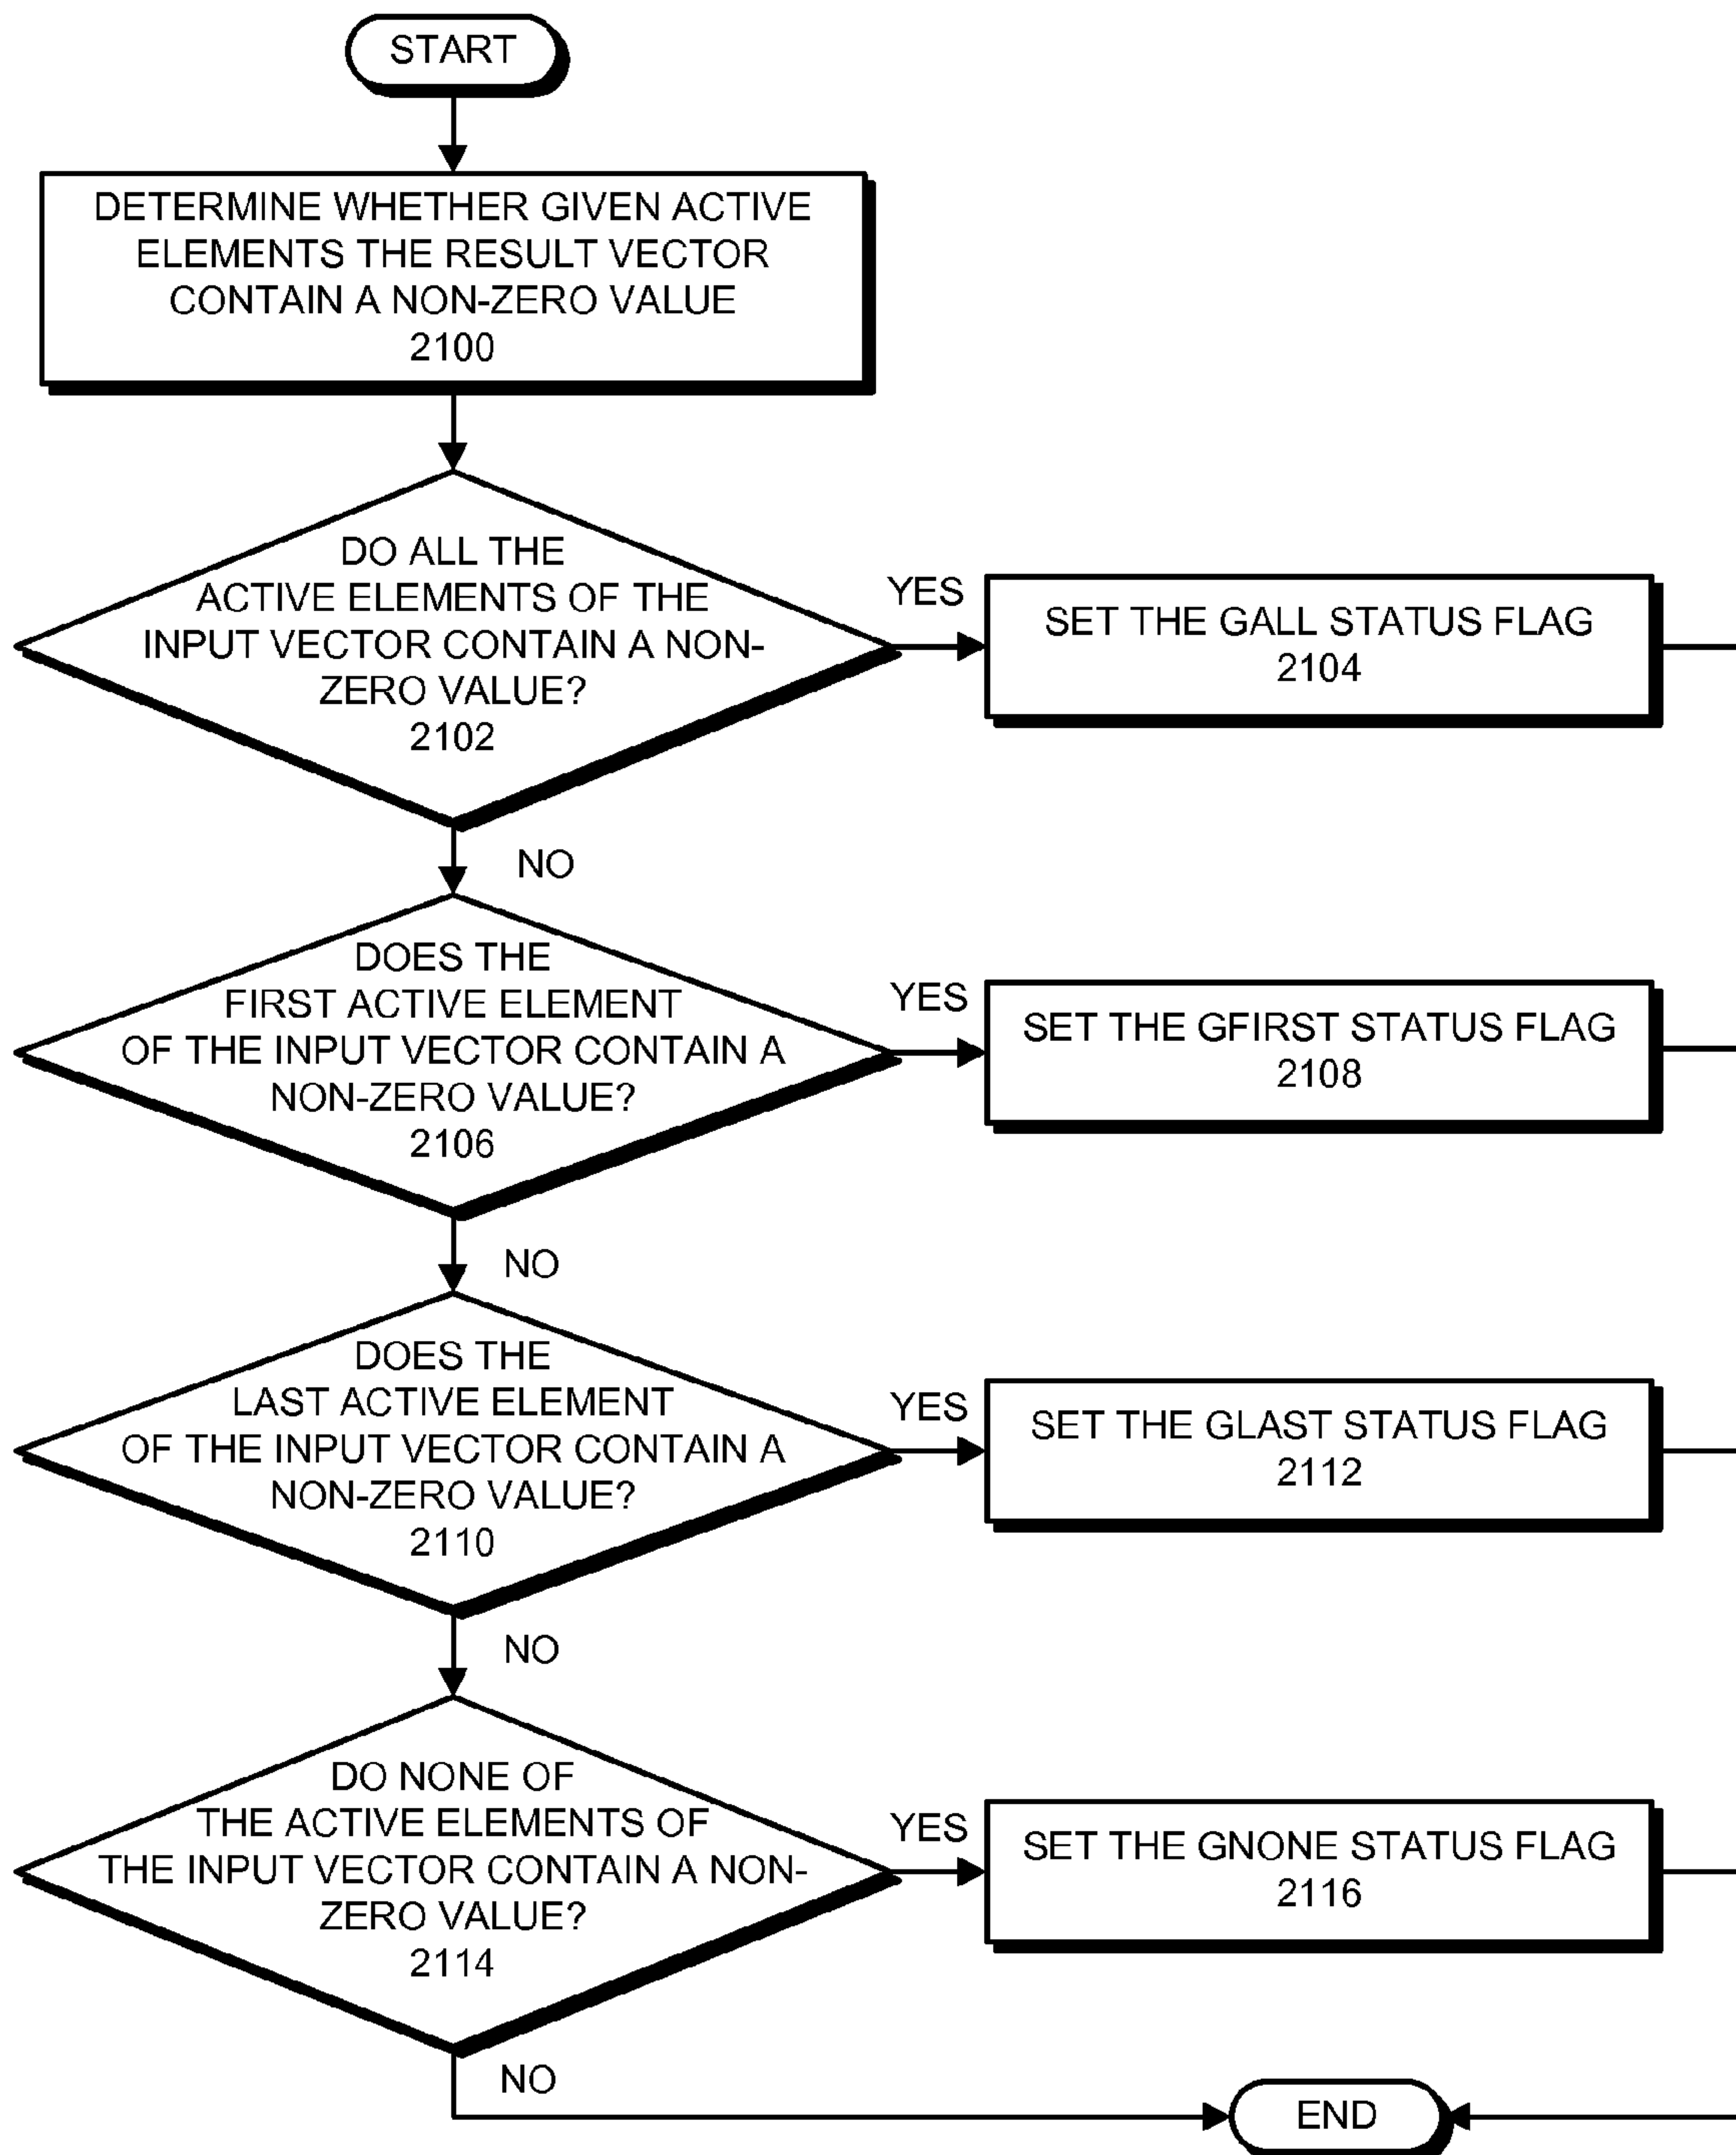 START
DETERMINE WHETHER GIVEN ACTIVE
ELEMENTS THE RESULT VECTOR
CONTAIN A NON-ZERO VALUE
2100
DO ALL THE
ACTIVE ELEMENTS OF THE
INPUT VECTOR CONTAIN A NON-
ZERO VALUE?
2102
YES
SET THE GALL STATUS FLAG
2104
NO
DOES THE
FIRST ACTIVE ELEMENT
OF THE INPUT VECTOR CONTAIN A
NON-ZERO VALUE?
2106
YES
SET THE GFIRST STATUS FLAG
2108
NO
DOES THE
LAST ACTIVE ELEMENT
OF THE INPUT VECTOR CONTAIN A
NON-ZERO VALUE?
2110
YES
SET THE GLAST STATUS FLAG
2112
NO
DO NONE OF
THE ACTIVE ELEMENTS OF
THE INPUT VECTOR CONTAIN A NON-
ZERO VALUE?
2114
YES
SET THE GNONE STATUS FLAG
2116
NO
END